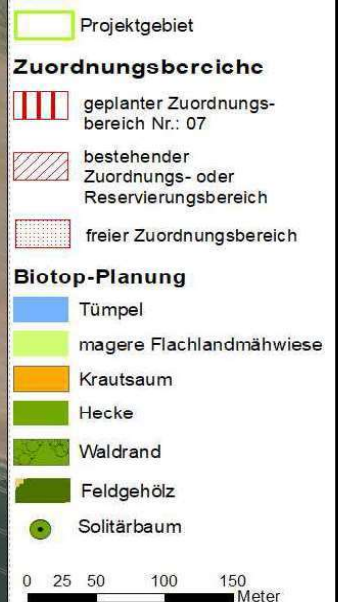 Projektgebiet
Zuordnungsbereiche
geplanter Zuordnungs-
bereich Nr.: 07
bestehender
Zuordnungs- oder
Reservierungsbereich
freier Zuordnungsbereich
Biotop-Planung
Tümpel
magere Flachlandmähwiese
Krautsaum
Hecke
Waldrand
Feldgehölz
Solitärbaum
0 25 50 100 150
Meter